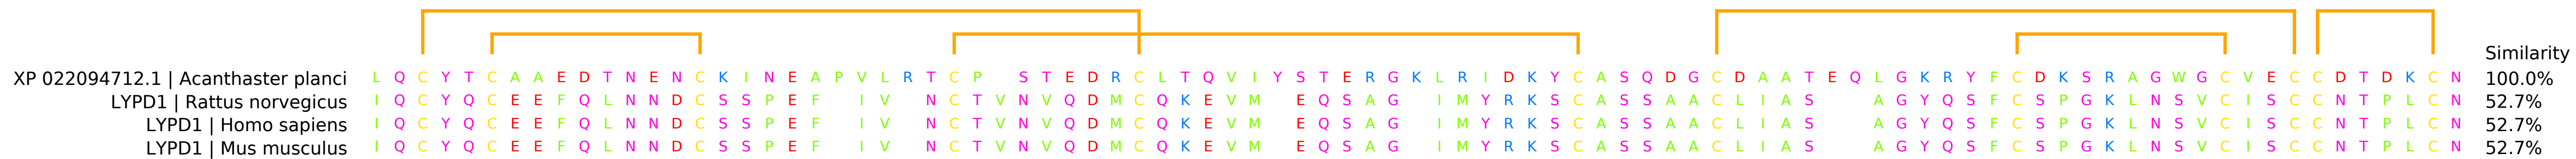 Similarity
XP 022094712.1 | Acanthaster planci L Q C Y T C A A E D T N E N C K I N E A P V L R T C P S T E D R C L T Q V I Y S T E R G K L R I D K Y C A S Q D G C D A A T E Q L G K R Y F C D K S R A G W G C V E C C D T D K C N 100.0%
LYPD1 | Rattus norvegicus I Q C Y Q C E E F Q L N N D C S S P E F I V N C T V N V Q D M C Q K E V M E Q S A G I M Y R K S C A S S A A C L I A S A G Y Q S F C S P G K L N S V C I S C C N T P L C N 52.7%
LYPD1 | Homo sapiens I Q C Y Q C E E F Q L N N D C S S P E F I V N C T V N V Q D M C Q K E V M E Q S A G I M Y R K S C A S S A A C L I A S A G Y Q S F C S P G K L N S V C I S C C N T P L C N 52.7%
LYPD1 | Mus musculus I Q C Y Q C E E F Q L N N D C S S P E F I V N C T V N V Q D M C Q K E V M E Q S A G I M Y R K S C A S S A A C L I A S A G Y Q S F C S P G K L N S V C I S C C N T P L C N 52.7%